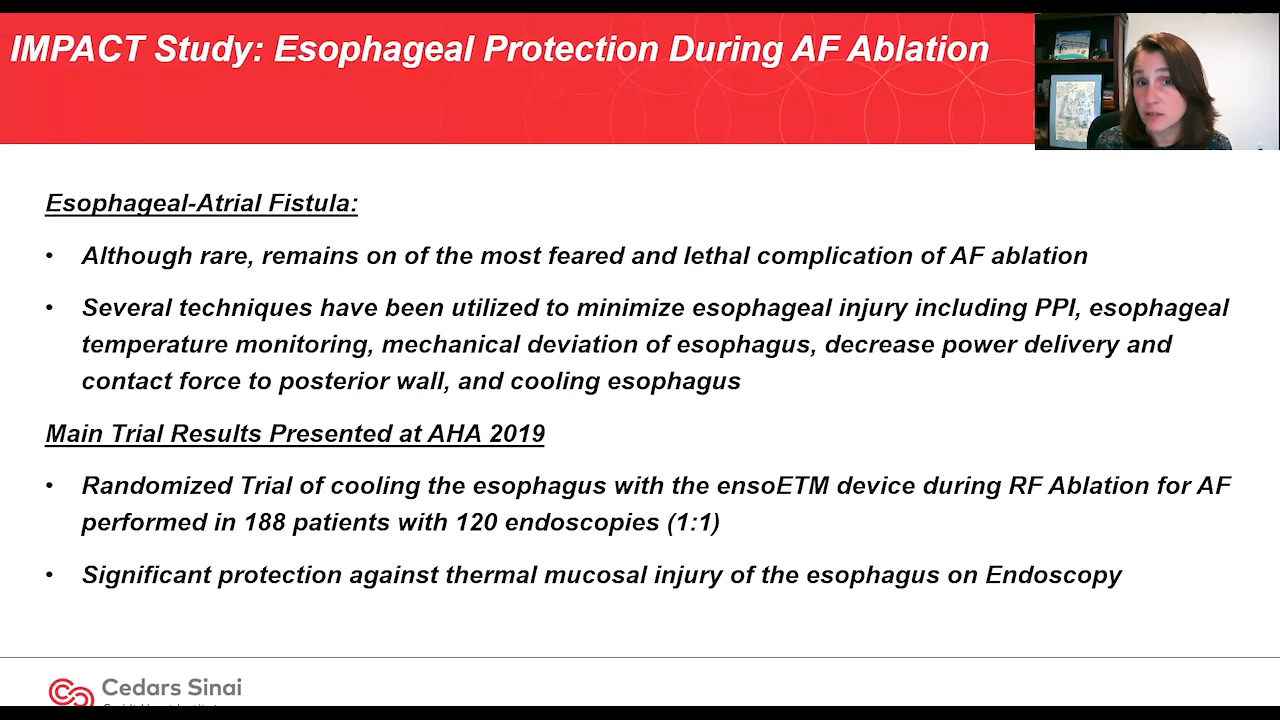 IMPACT Study: Esophageal Protection During AF Ablation
Esophageal-Atrial Fistula:
• Although rare, remains on of the most feared and lethal complication of AF ablation
• Several techniques have been utilized to minimize esophageal injury including PPI, esophageal
temperature monitoring, mechanical deviation of esophagus, decrease power delivery and
contact force to posterior wall, and cooling esophagus
Main Trial Results Presented at AHA 2019
• Randomized Trial of cooling the esophagus with the ensoETM device during RF Ablation for AF
performed in 188 patients with 120 endoscopies (1:1)
• Significant protection against thermal mucosal injury of the esophagus on Endoscopy
Cedars Sinai